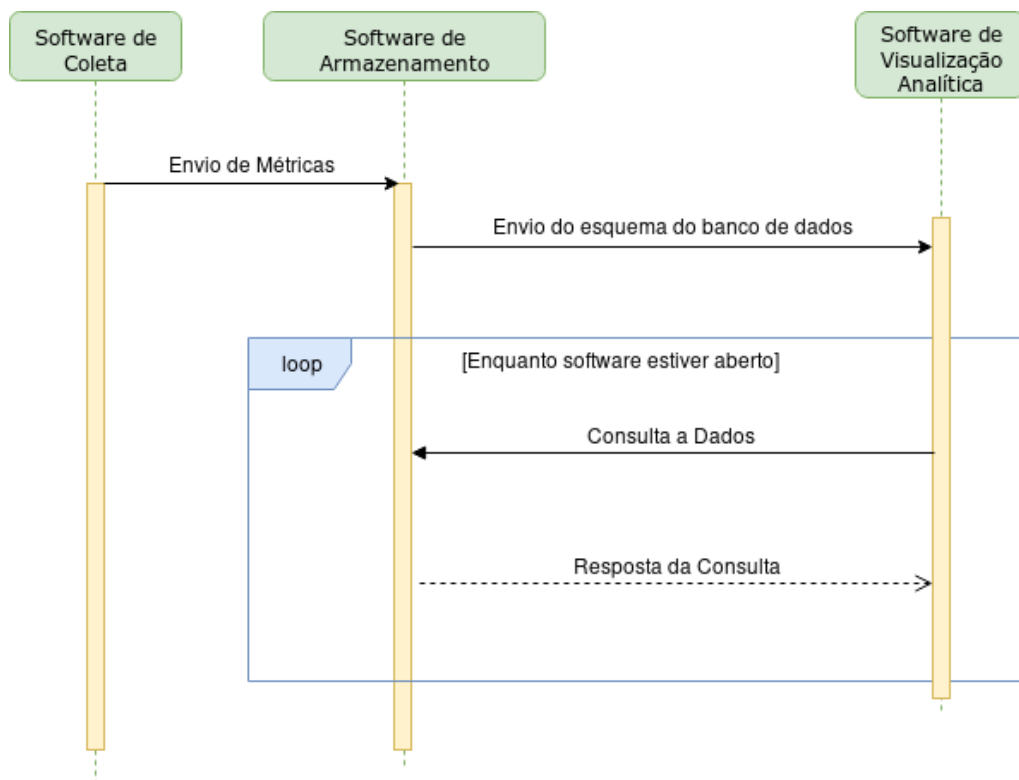 Software de
Coleta
Software de
Armazenamento
Software de
Visualização
Analítica
Envio de Métricas
Envio do esquema do banco de dados
loop
[Enquanto software estiver aberto]
Consulta a Dados
Resposta da Consulta